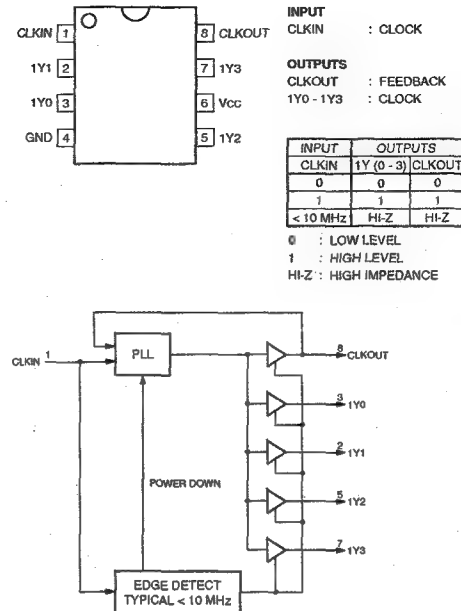 INPUT
CLKIN : CLOCK
OUTPUTS
CLKOUT : FEEDBACK
1Y0 - 1Y3 : CLOCK
CLKIN 1 8 CLKOUT
1Y1 2 7 1Y3
1Y0 3 6 VCC
GND 4 5 1Y2
INPUT OUTPUTS
CLKIN 1Y (0 - 3) CLKOUT
0 0 0
1 1 1
< 10 MHz HI-Z HI-Z
0 : LOW LEVEL
1 : HIGH LEVEL
HI-Z : HIGH IMPEDANCE
CLKIN 1
PLL
8 CLKOUT
3 1Y0
2 1Y1
POWER DOWN
5 1Y2
7 1Y3
EDGE DETECT
TYPICAL < 10 MHz